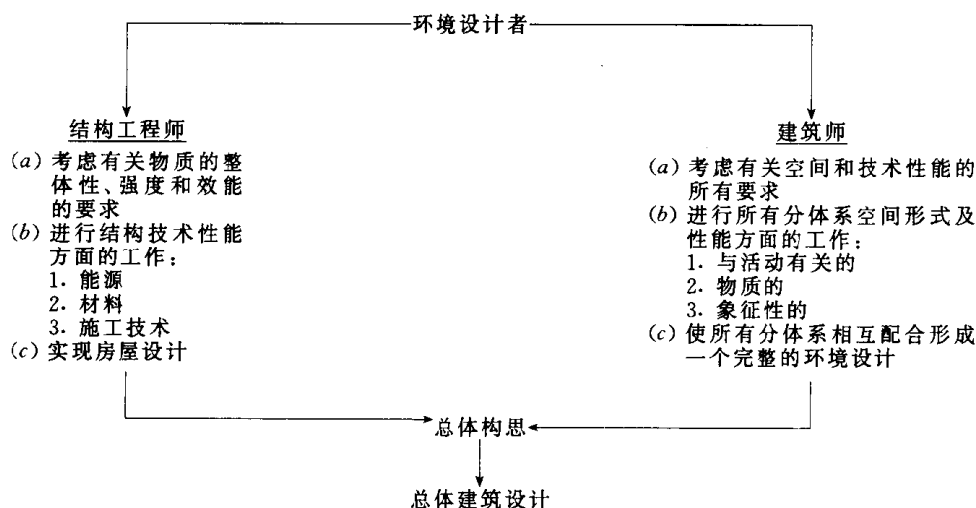 环境设计者
结构工程师
(a) 考虑有关物质的整
体性、强度和效能
的要求
(b) 进行结构技术性能
方面的工作：
1. 能源
2. 材料
3. 施工技术
(c) 实现房屋设计
建筑师
(a) 考虑有关空间和技术性能的
所有要求
(b) 进行所有分体系空间形式及
性能方面的工作：
1. 与活动有关的
2. 物质的
3. 象征性的
(c) 使所有分体系相互配合形成
一个完整的环境设计
总体构思
总体建筑设计